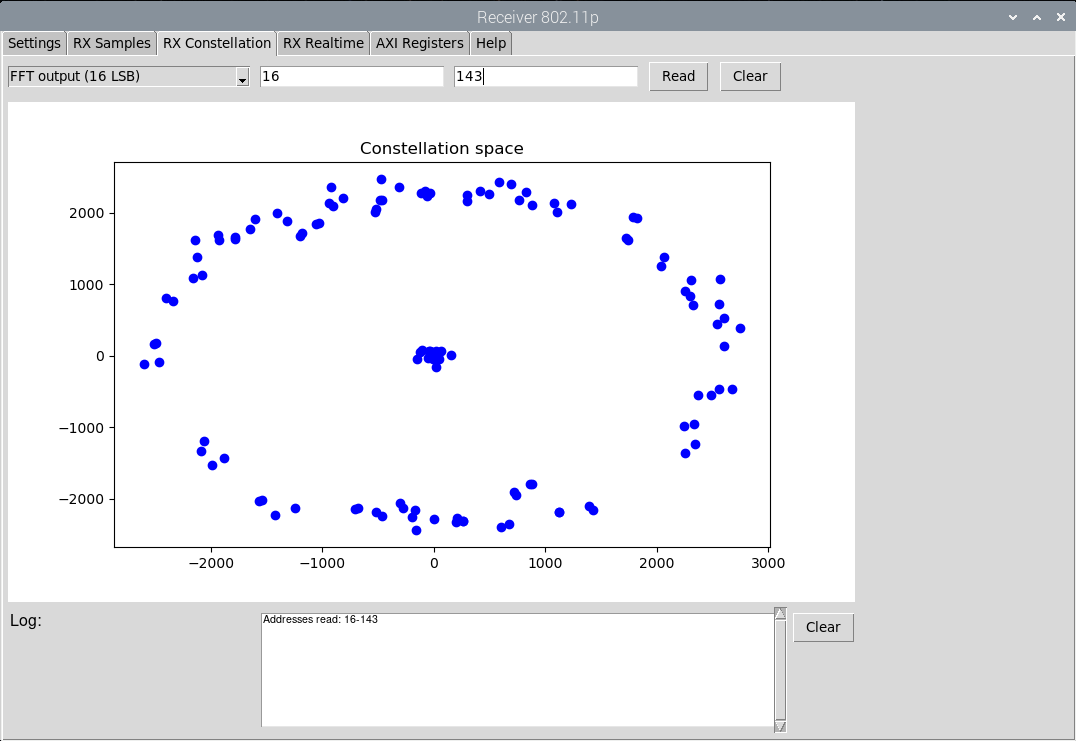 Receiver 802.11p
Settings RX Samples RX Constellation RX Realtime AXI Registers Help
FFT output (16 LSB) 16 143 Read Clear
Constellation space
2000
1000
0
−1000
−2000
−2000 −1000 0 1000 2000 3000
Log:
Addresses read: 16-143
Clear